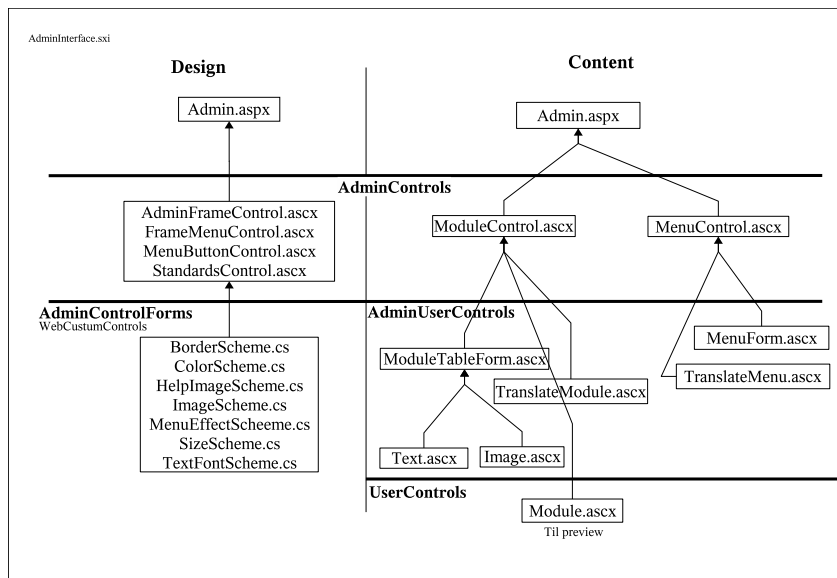 AdminInterface.sxi
Design
Content
Admin.aspx
Admin.aspx
AdminControls
AdminFrameControl.ascx
FrameMenuControl.ascx
MenuButtonControl.ascx
StandardsControl.ascx
ModuleControl.ascx
MenuControl.ascx
AdminControlForms
WebCustumControls
AdminUserControls
BorderScheme.cs
ColorScheme.cs
HelpImageScheme.cs
ImageScheme.cs
MenuEffectScheeme.cs
SizeScheme.cs
TextFontScheme.cs
MenuForm.ascx
ModuleTableForm.ascx
TranslateModule.ascx
TranslateMenu.ascx
Text.ascx
Image.ascx
UserControls
Module.ascx
Til preview